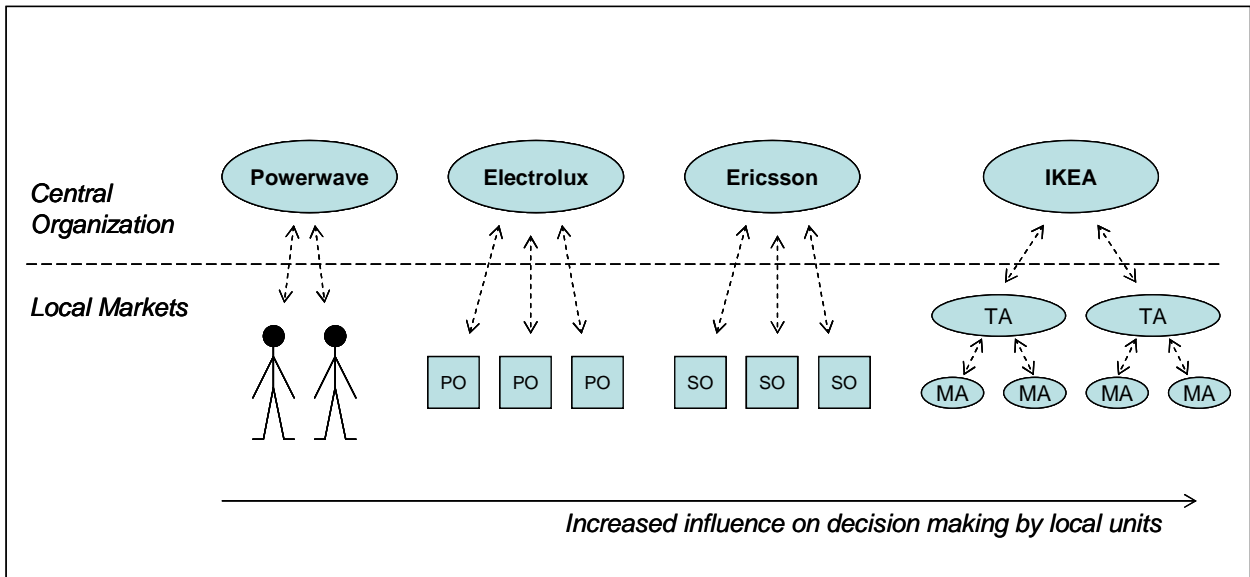 Powerwave Electrolux Ericsson IKEA
Central
Organization
Local Markets
TA TA
PO PO PO SO SO SO MA MA MA MA
Increased influence on decision making by local units